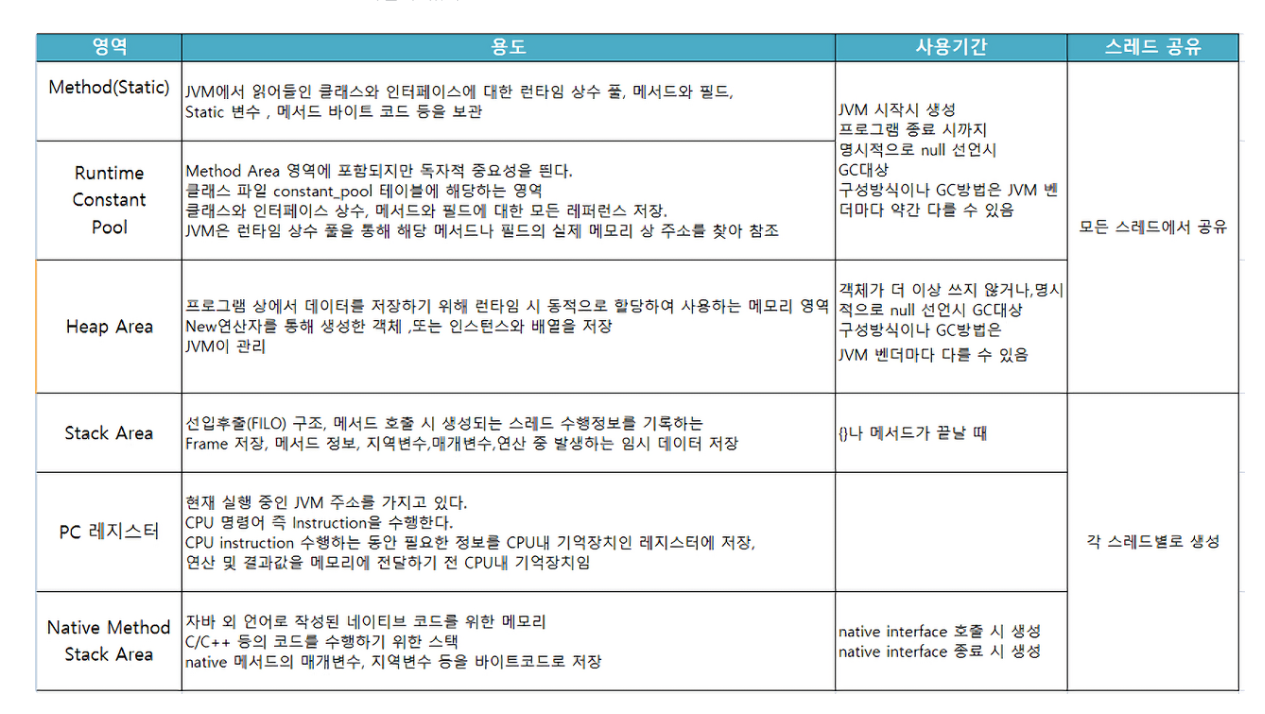 영역 용도 사용기간 스레드 공유
Method(Static)
JVM에서 읽어들인 클래스와 인터페이스에 대한 런타임 상수 풀, 메서드와 필드,
Static 변수 , 메서드 바이트 코드 등을 보관
JVM 시작시 생성
프로그램 종료 시까지
명시적으로 null 선언시
GC대상
구성방식이나 GC방법은 JVM 벤
더마다 약간 다를 수 있음
모든 스레드에서 공유
Runtime
Constant
Pool
Method Area 영역에 포함되지만 독자적 중요성을 띈다.
클래스 파일 constant_pool 테이블에 해당하는 영역
클래스와 인터페이스 상수, 메서드와 필드에 대한 모든 레퍼런스 저장.
JVM은 런타임 상수 풀을 통해 해당 메서드나 필드의 실제 메모리 상 주소를 찾아 참조
Heap Area
프로그램 상에서 데이터를 저장하기 위해 런타임 시 동적으로 할당하여 사용하는 메모리 영역
New연산자를 통해 생성한 객체 ,또는 인스턴스와 배열을 저장
JVM이 관리
객체가 더 이상 쓰지 않거나,명시
적으로 null 선언시 GC대상
구성방식이나 GC방법은
JVM 벤더마다 다를 수 있음
Stack Area
선입후출(FILO) 구조, 메서드 호출 시 생성되는 스레드 수행정보를 기록하는
Frame 저장, 메서드 정보, 지역변수,매개변수,연산 중 발생하는 임시 데이터 저장
{}나 메서드가 끝날 때
각 스레드별로 생성
PC 레지스터
현재 실행 중인 JVM 주소를 가지고 있다.
CPU 명령어 즉 Instruction을 수행한다.
CPU instruction 수행하는 동안 필요한 정보를 CPU내 기억장치인 레지스터에 저장,
연산 및 결과값을 메모리에 전달하기 전 CPU내 기억장치임
Native Method
Stack Area
자바 외 언어로 작성된 네이티브 코드를 위한 메모리
C/C++ 등의 코드를 수행하기 위한 스택
native 메서드의 매개변수, 지역변수 등을 바이트코드로 저장
native interface 호출 시 생성
native interface 종료 시 생성